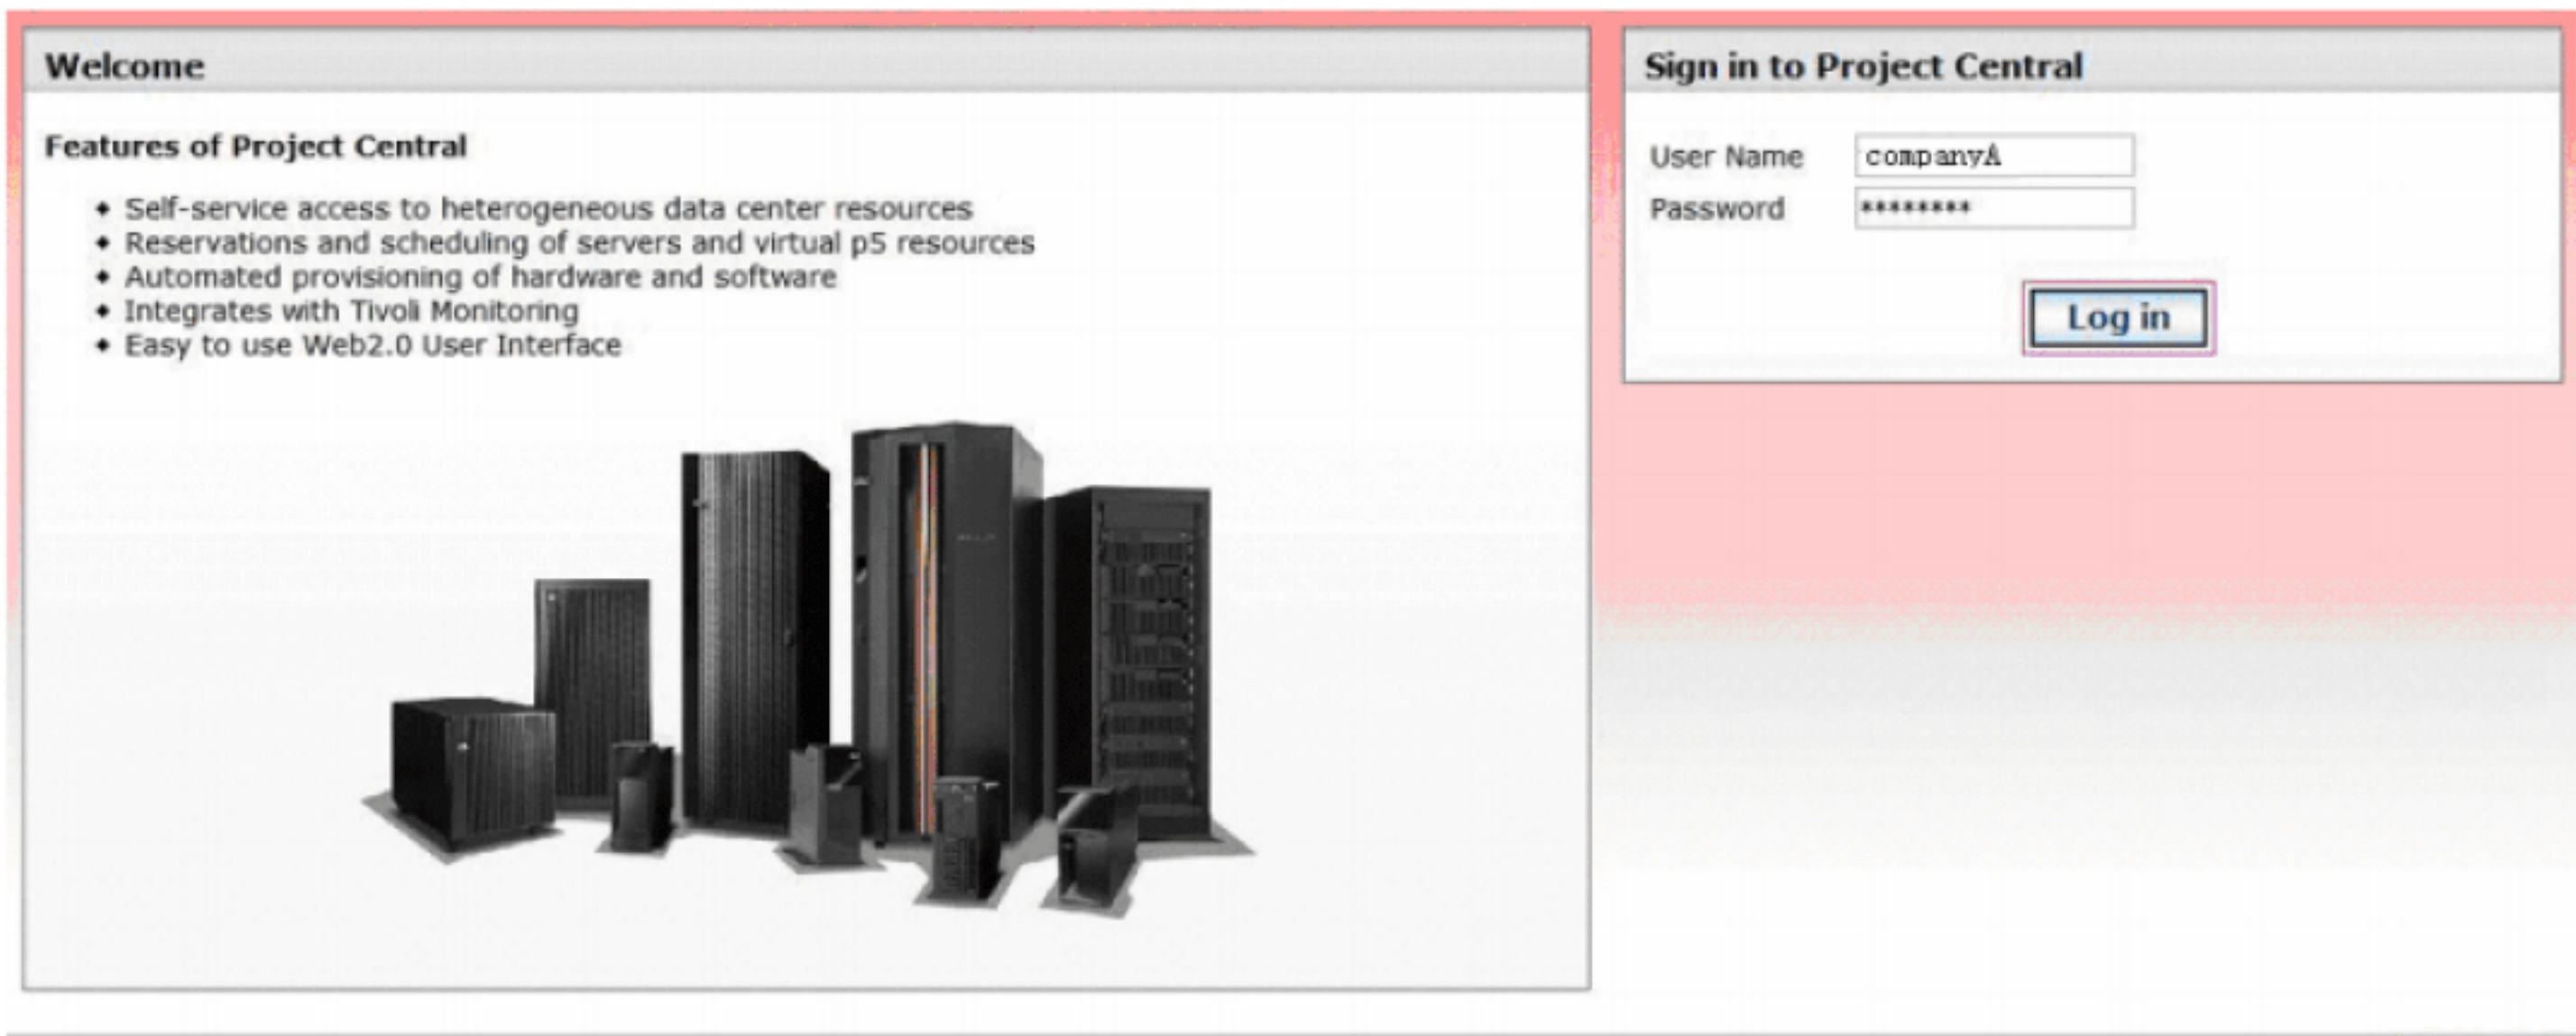 Welcome
Features of Project Central
◆ Self-service access to heterogeneous data center resources
◆ Reservations and scheduling of servers and virtual p5 resources
◆ Automated provisioning of hardware and software
◆ Integrates with Tivoli Monitoring
◆ Easy to use Web2.0 User Interface
Sign in to Project Central
User Name companyA
Password ********
Log in